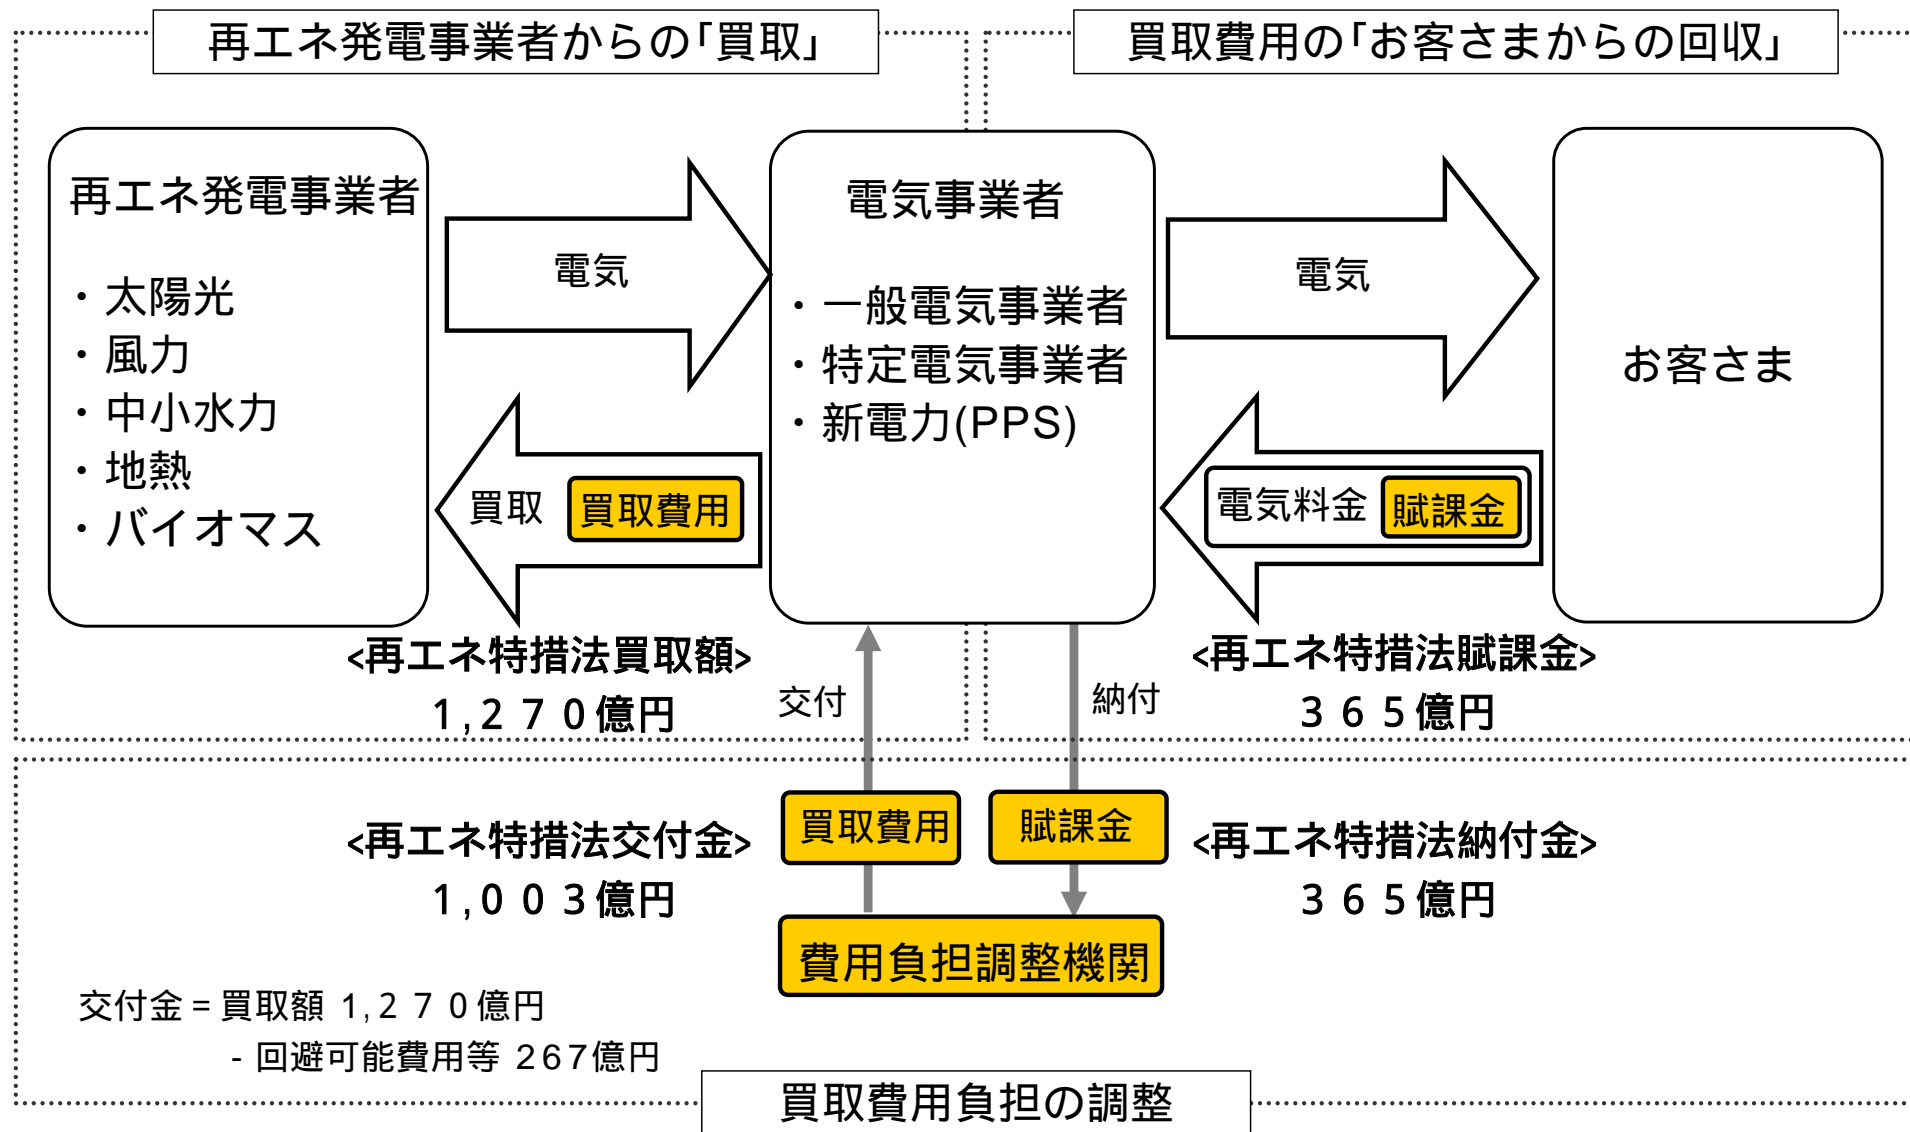 再エネ発電事業者からの「買取」
買取費用の「お客さまからの回収」
再エネ発電事業者
・太陽光
・風力
・中小水力
・地熱
・バイオマス
電気
買取 買取費用
電気事業者
・一般電気事業者
・特定電気事業者
・新電力(PPS)
電気
電気料金 賦課金
お客さま
<再エネ特措法買取額>
1,270億円
交付
納付
<再エネ特措法賦課金>
365億円
<再エネ特措法交付金>
1,003億円
買取費用
賦課金
<再エネ特措法納付金>
365億円
費用負担調整機関
交付金=買取額 1,270億円
- 回避可能費用等 267億円
買取費用負担の調整